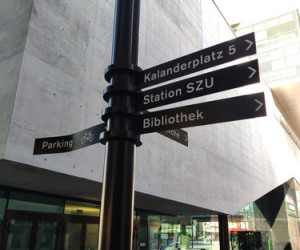 Kalanderplatz 5
Station SZU
Bibliothek
Parking